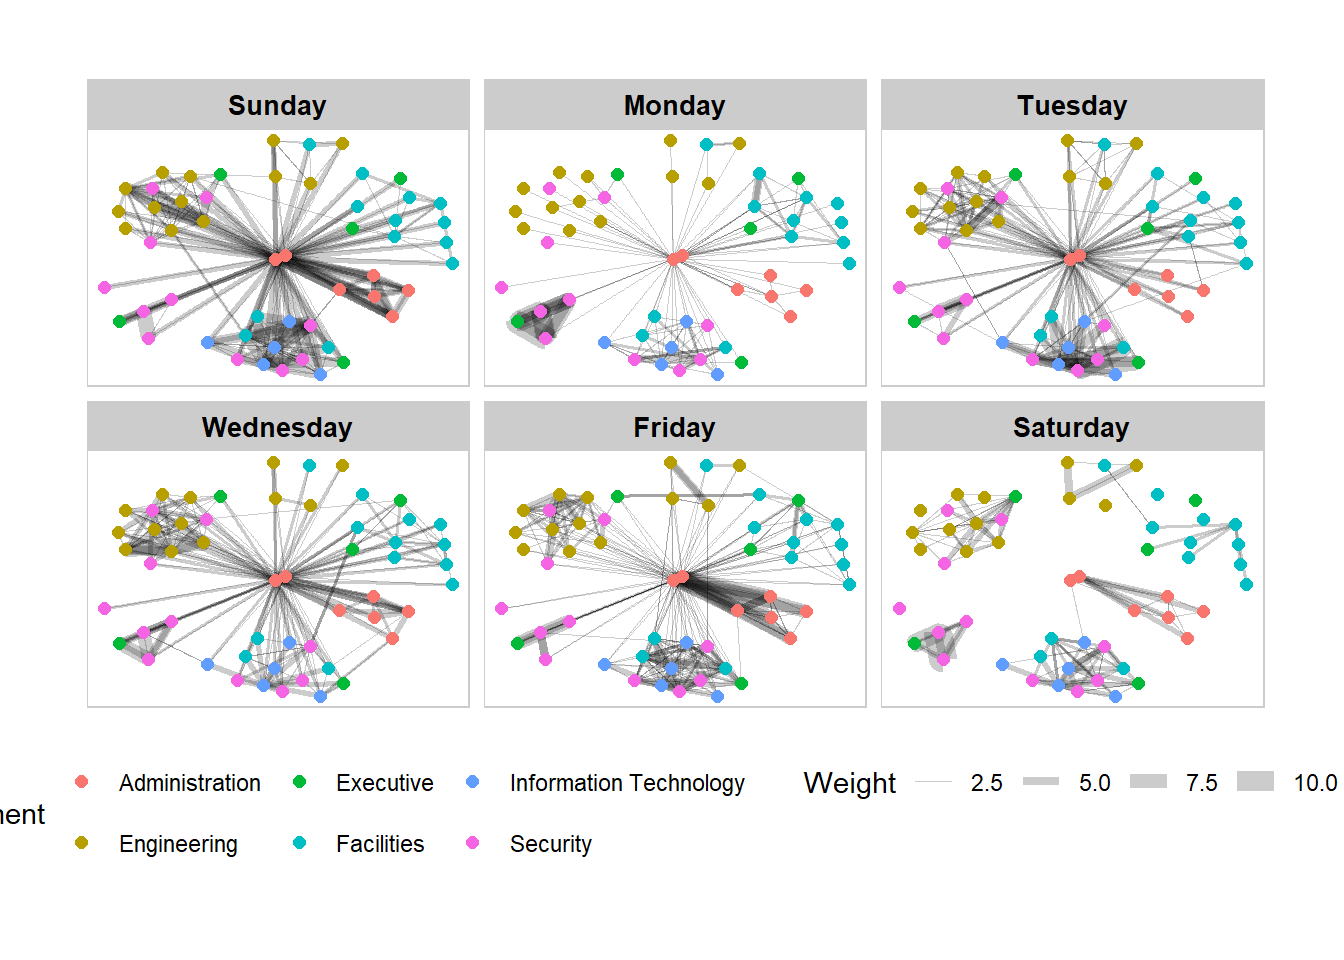 Sunday
Monday
Tuesday
Wednesday
Friday
Saturday
Administration
Executive
Information Technology
Weight
2.5
5.0
7.5
10.0
Engineering
Facilities
Security